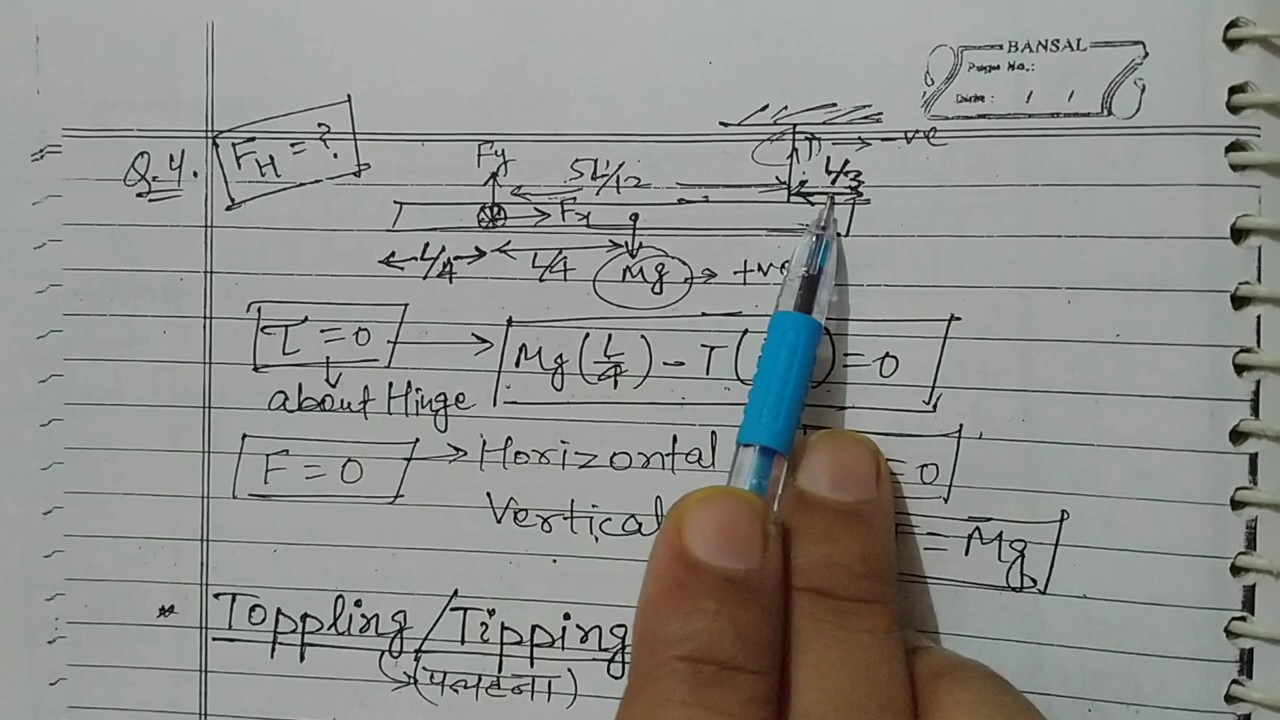 BANSAL
Page No.:
Date: / /
Q.4. F_H = ?
Fy 5L/12 T → -ve
L/3
Fx
L/4 L/4 Mg → +ve
τ = 0 → Mg(L/4) - T( ) = 0
about Hinge
F = 0 → Horizontal = 0
Vertical = Mg
* Toppling/Tipping
(पलटना)